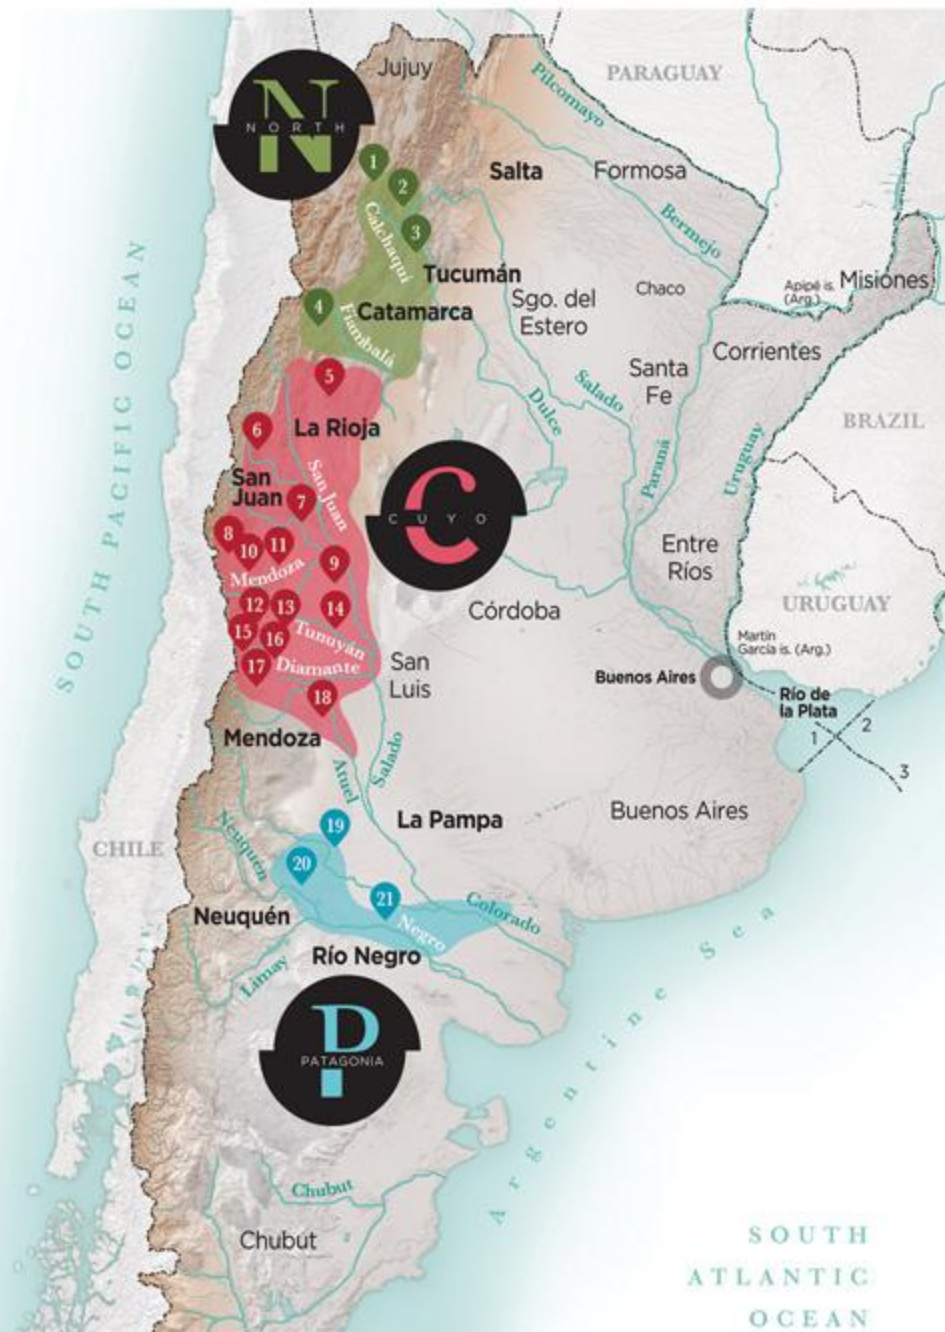 Jujuy
PARAGUAY
Pilcomayo
N
NORTH
1
2
3
Calchaquí
Salta
Formosa
Bermejo
Tucumán
Chaco
Apipé is.
(Arg.)
Misiones
4
Catamarca
Fiambalá
Sgo. del
Estero
Corrientes
Santa
Fe
Salado
Dulce
Paraná
Uruguay
BRAZIL
SOUTH PACIFIC OCEAN
5
6
La Rioja
San
Juan
San Juan
7
C
CUYO
8
10
11
9
Mendoza
Entre
Ríos
12
13
14
Córdoba
URUGUAY
15
16
Tunuyán
17
Diamante
Martín
García is. (Arg.)
San
Luis
Buenos Aires
18
Río de
la Plata
1
2
3
Mendoza
Atuel
Salado
Buenos Aires
La Pampa
CHILE
Neuquén
19
20
21
Colorado
Negro
Neuquén
Río Negro
Limay
P
PATAGONIA
Argentine Sea
Chubut
Chubut
SOUTH
ATLANTIC
OCEAN